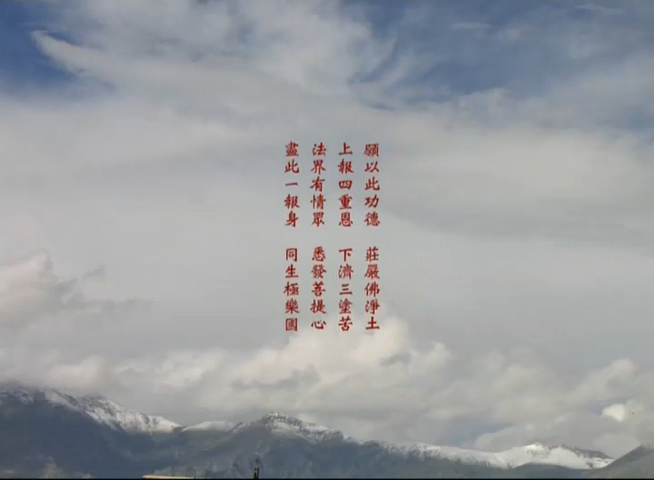 願以此功德　莊嚴佛淨土
上報四重恩　下濟三塗苦
法界有情眾　悉發菩提心
盡此一報身　同生極樂國